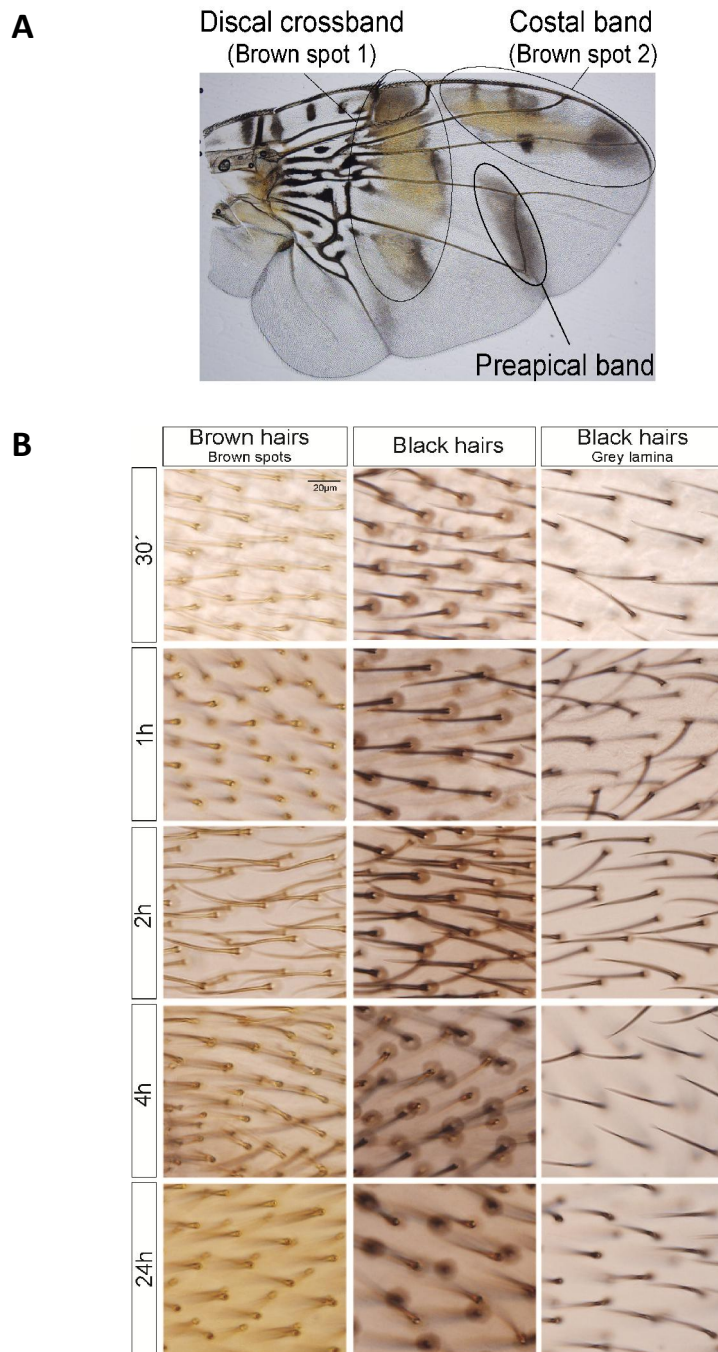 A
Discal crossband
(Brown spot 1)
Costal band
(Brown spot 2)
Preapical band
B
Brown hairs
Brown spots
Black hairs
Black hairs
Grey lamina
30´
20µm
1h
2h
4h
24h